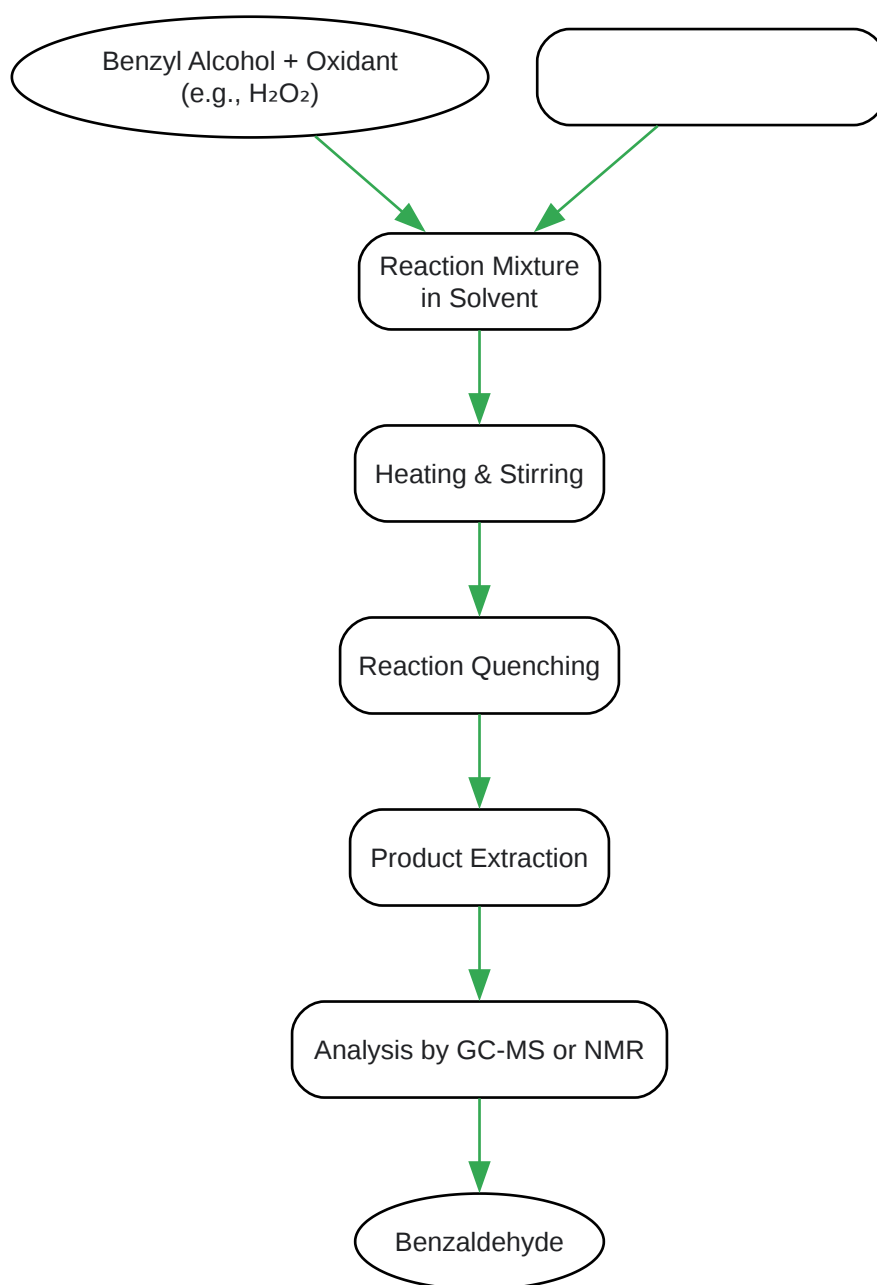 Benzyl Alcohol + Oxidant
(e.g., H₂O₂)
Reaction Mixture
in Solvent
Heating & Stirring
Reaction Quenching
Product Extraction
Analysis by GC-MS or NMR
Benzaldehyde